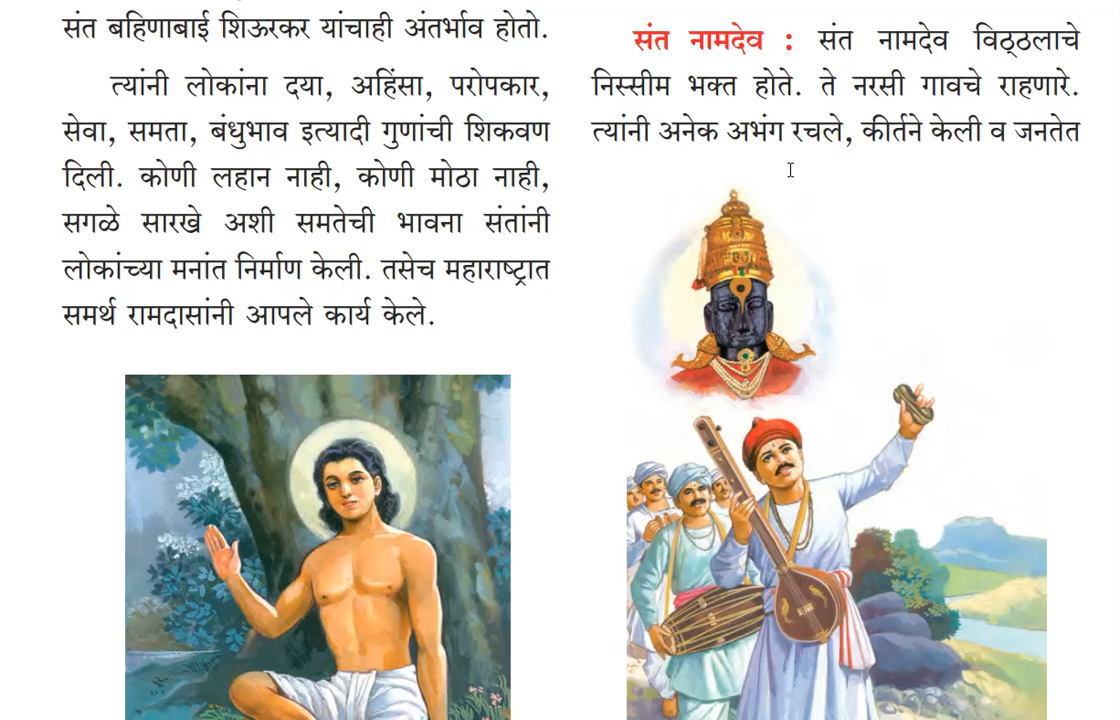 संत बहिणाबाई शिऊरकर यांचाही अंतर्भाव होतो.
त्यांनी लोकांना दया, अहिंसा, परोपकार,
सेवा, समता, बंधुभाव इत्यादी गुणांची शिकवण
दिली. कोणी लहान नाही, कोणी मोठा नाही,
सगळे सारखे अशी समतेची भावना संतांनी
लोकांच्या मनांत निर्माण केली. तसेच महाराष्ट्रात
समर्थ रामदासांनी आपले कार्य केले.
संत नामदेव : संत नामदेव विठ्ठलाचे
निस्सीम भक्त होते. ते नरसी गावचे राहणारे.
त्यांनी अनेक अभंग रचले, कीर्तने केली व जनतेत